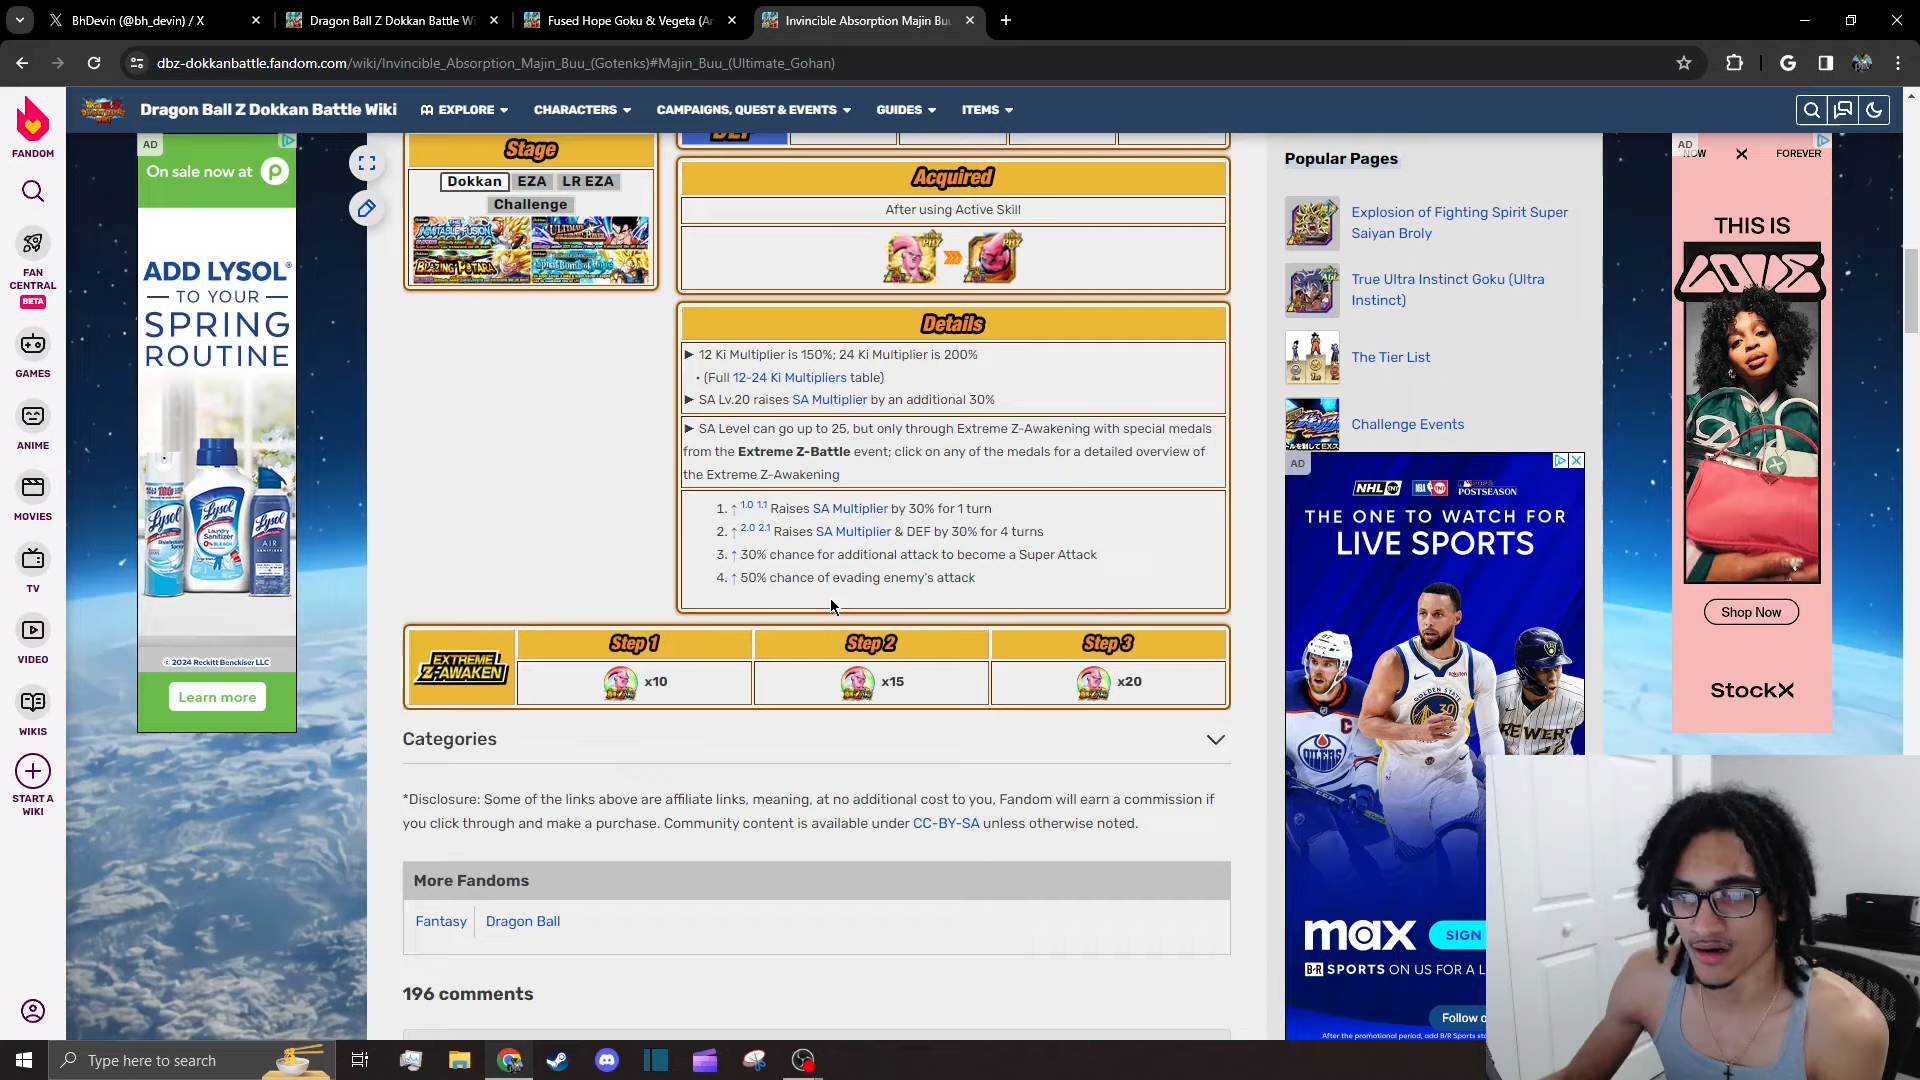 BhDevin (@bh_devin) / X
Dragon Ball Z Dokkan Battle Wi
Fused Hope Goku & Vegeta (An
Invincible Absorption Majin Buu
dbz-dokkanbattle.fandom.com/wiki/Invincible_Absorption_Majin_Buu_(Gotenks)#Majin_Buu_(Ultimate_Gohan)
Dragon Ball Z Dokkan Battle Wiki
EXPLORE
CHARACTERS
CAMPAIGNS, QUEST & EVENTS
GUIDES
ITEMS
FANDOM
FAN CENTRAL
BETA
GAMES
ANIME
MOVIES
TV
VIDEO
WIKIS
START A WIKI
AD
On sale now at
ADD LYSOL®
TO YOUR
SPRING
ROUTINE
© 2024 Reckitt Benckiser LLC
Learn more
Stage
Dokkan EZA LR EZA
Challenge
DEF
Acquired
After using Active Skill
Details
► 12 Ki Multiplier is 150%; 24 Ki Multiplier is 200%
• (Full 12-24 Ki Multipliers table)
► SA Lv.20 raises SA Multiplier by an additional 30%
► SA Level can go up to 25, but only through Extreme Z-Awakening with special medals
from the Extreme Z-Battle event; click on any of the medals for a detailed overview of
the Extreme Z-Awakening
1. ↑ 1.0 1.1 Raises SA Multiplier by 30% for 1 turn
2. ↑ 2.0 2.1 Raises SA Multiplier & DEF by 30% for 4 turns
3. ↑ 30% chance for additional attack to become a Super Attack
4. ↑ 50% chance of evading enemy's attack
EXTREME
Z-AWAKEN
Step 1
Step 2
Step 3
x10
x15
x20
Categories
*Disclosure: Some of the links above are affiliate links, meaning, at no additional cost to you, Fandom will earn a commission if
you click through and make a purchase. Community content is available under CC-BY-SA unless otherwise noted.
More Fandoms
Fantasy
Dragon Ball
196 comments
Popular Pages
Explosion of Fighting Spirit Super
Saiyan Broly
True Ultra Instinct Goku (Ultra
Instinct)
The Tier List
Challenge Events
AD
NHL TNT
NBA TNT
POSTSEASON
THE ONE TO WATCH FOR
LIVE SPORTS
max
SIGN
B/R SPORTS ON US FOR A L
Follow o
AD
NOW
FOREVER
THIS IS
LOVE
Shop Now
StockX
Type here to search